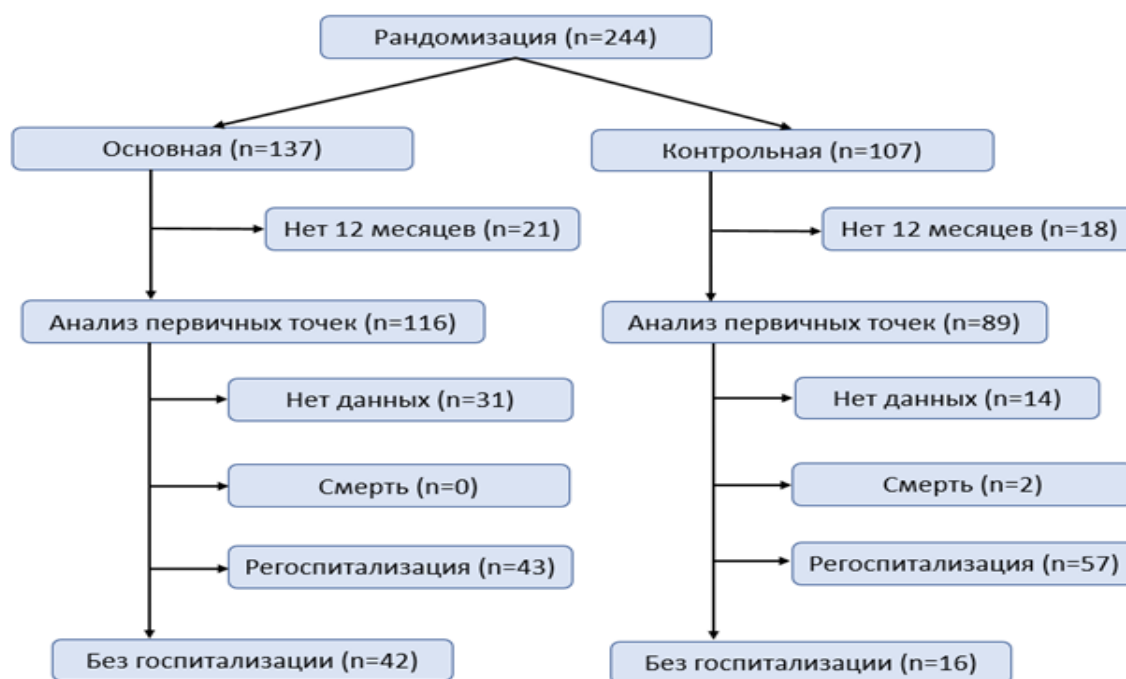 Рандомизация (n=244)
Основная (n=137)
Контрольная (n=107)
Нет 12 месяцев (n=21)
Нет 12 месяцев (n=18)
Анализ первичных точек (n=116)
Анализ первичных точек (n=89)
Нет данных (n=31)
Нет данных (n=14)
Смерть (n=0)
Смерть (n=2)
Регоспитализация (n=43)
Регоспитализация (n=57)
Без госпитализации (n=42)
Без госпитализации (n=16)